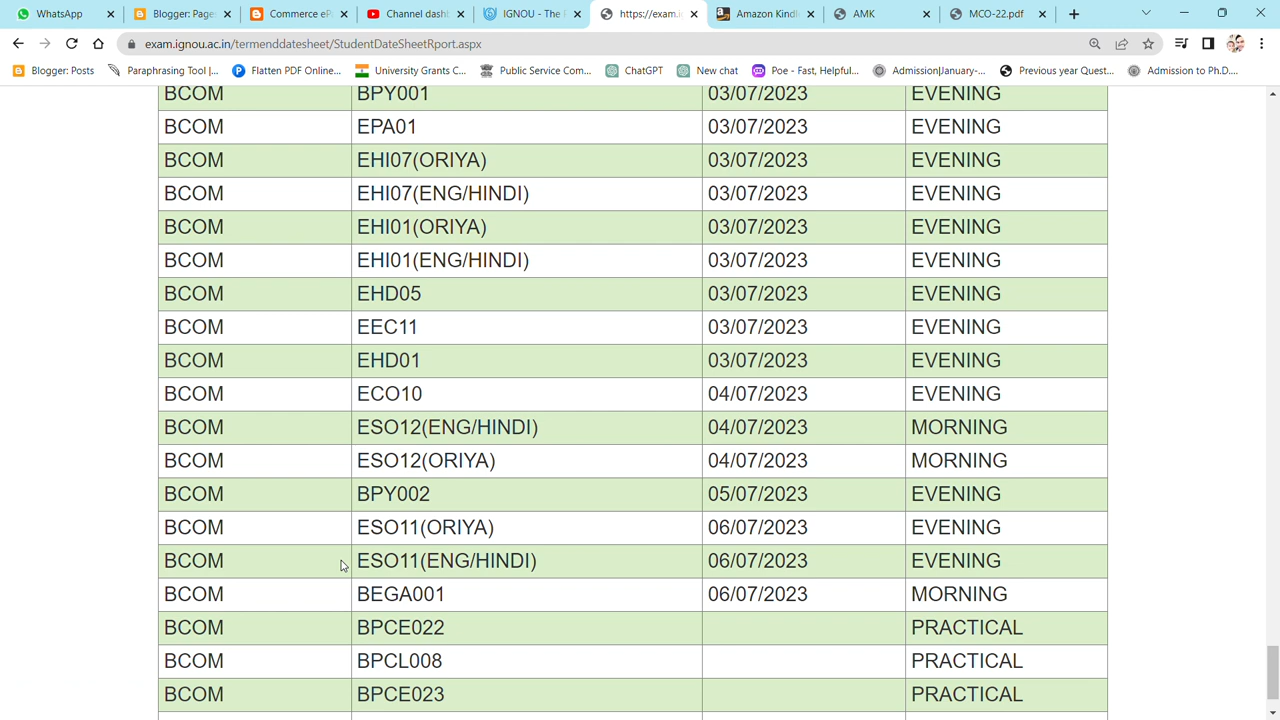 WhatsApp
Blogger: Page
Commerce eP
Channel dashb
IGNOU - The P
https://exam.i
Amazon Kindl
AMK
MCO-22.pdf
exam.ignou.ac.in/termenddatesheet/StudentDateSheetRport.aspx
Blogger: Posts
Paraphrasing Tool |...
Flatten PDF Online...
University Grants C...
Public Service Com...
ChatGPT
New chat
Poe - Fast, Helpful...
Admission|January-...
Previous year Quest...
Admission to Ph.D....
BCOM BPY001 03/07/2023 EVENING
BCOM EPA01 03/07/2023 EVENING
BCOM EHI07(ORIYA) 03/07/2023 EVENING
BCOM EHI07(ENG/HINDI) 03/07/2023 EVENING
BCOM EHI01(ORIYA) 03/07/2023 EVENING
BCOM EHI01(ENG/HINDI) 03/07/2023 EVENING
BCOM EHD05 03/07/2023 EVENING
BCOM EEC11 03/07/2023 EVENING
BCOM EHD01 03/07/2023 EVENING
BCOM ECO10 04/07/2023 EVENING
BCOM ESO12(ENG/HINDI) 04/07/2023 MORNING
BCOM ESO12(ORIYA) 04/07/2023 MORNING
BCOM BPY002 05/07/2023 EVENING
BCOM ESO11(ORIYA) 06/07/2023 EVENING
BCOM ESO11(ENG/HINDI) 06/07/2023 EVENING
BCOM BEGA001 06/07/2023 MORNING
BCOM BPCE022 PRACTICAL
BCOM BPCL008 PRACTICAL
BCOM BPCE023 PRACTICAL